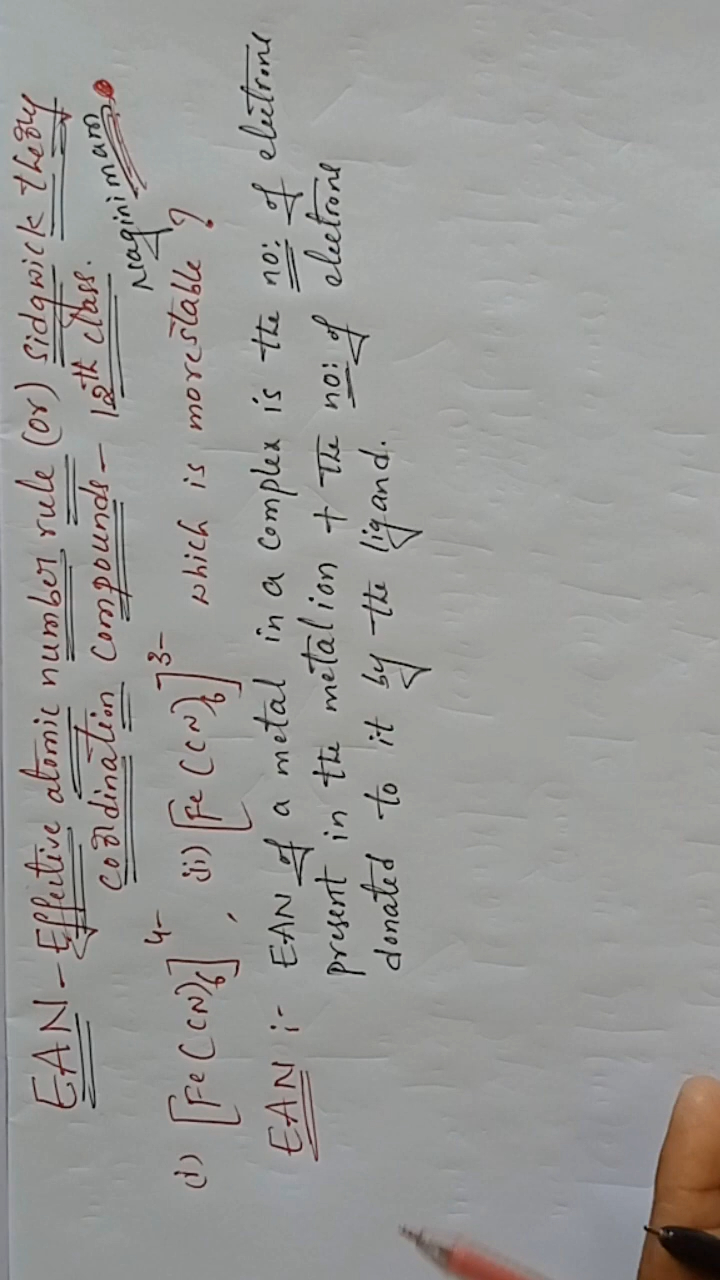 EAN - Effective atomic number rule (or) sidgwick theory
coordination compounds - 12th class.
Nagini mam
(i) [Fe(CN)6]4-, (ii) [Fe(CN)6]3- which is more stable ?
EAN :- EAN of a metal in a complex is the no: of electrons
present in the metal ion + The no: of electrons
donated to it by the ligand.